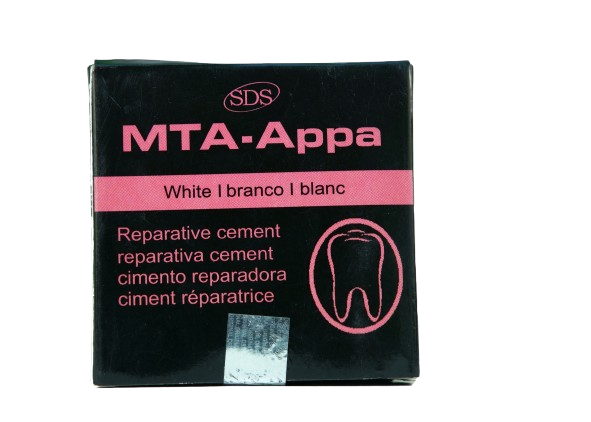 SDS
MTA-Appa
White I branco I blanc
Reparative cement
reparativa cement
cimento reparadora
ciment réparatrice